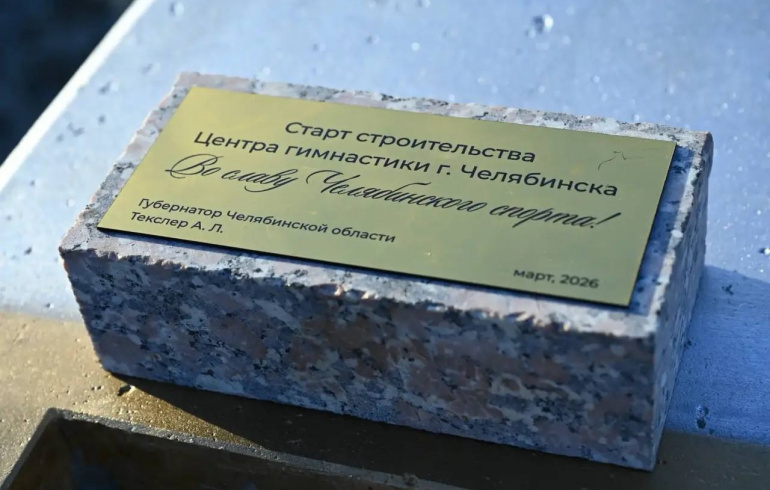 Старт строительства
Центра гимнастики г. Челябинска
Во славу Челябинского спорта!
Губернатор Челябинской области
Текслер А. Л.
март, 2026